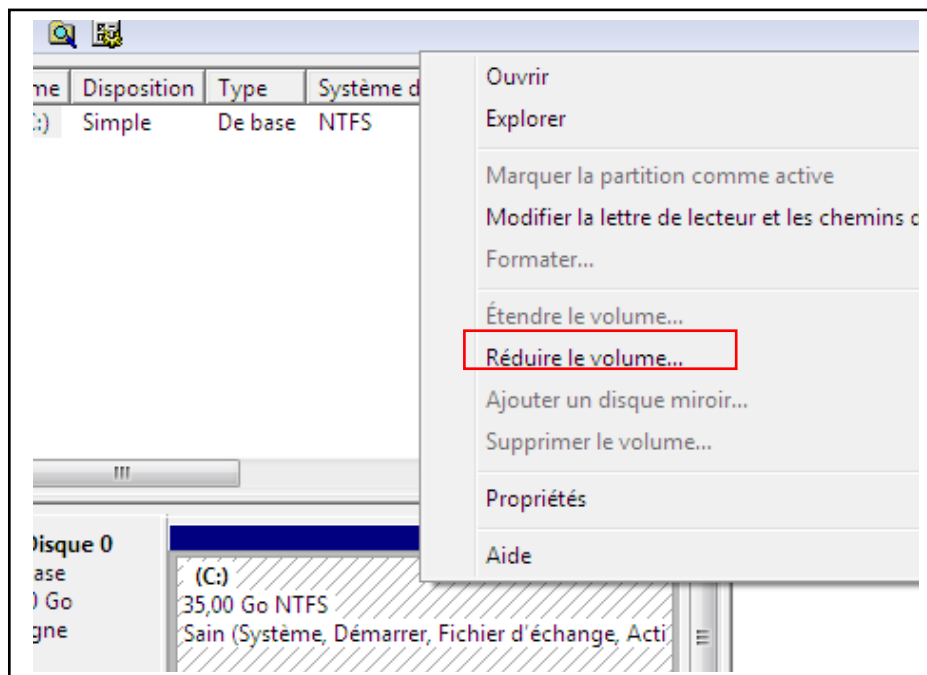 me Disposition Type Système d
:) Simple De base NTFS
Ouvrir
Explorer
Marquer la partition comme active
Modifier la lettre de lecteur et les chemins d
Formater...
Étendre le volume...
Réduire le volume...
Ajouter un disque miroir...
Supprimer le volume...
Propriétés
Aide
Disque 0
ase
0 Go
gne
(C:)
35,00 Go NTFS
Sain (Système, Démarrer, Fichier d'échange, Acti